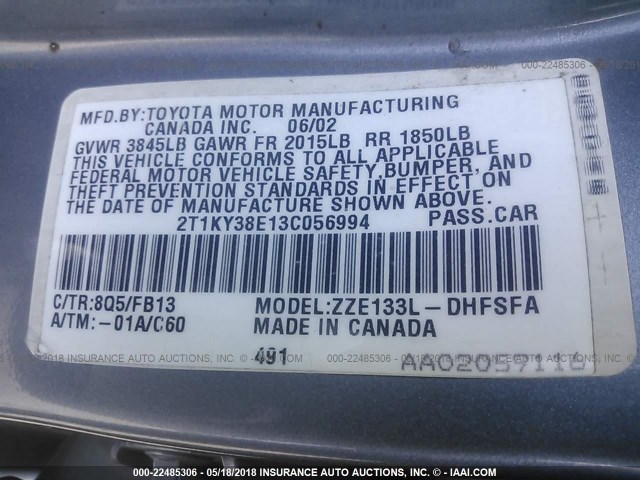 MFD.BY:TOYOTA MOTOR MANUFACTURING
CANADA INC. 06/02
GVWR 3845LB GAWR FR 2015LB RR 1850LB
THIS VEHICLE CONFORMS TO ALL APPLICABLE
FEDERAL MOTOR VEHICLE SAFETY,BUMPER, AND
THEFT PREVENTION STANDARDS IN EFFECT ON
THE DATE OF MANUFACTURE SHOWN ABOVE.
2T1KY38E13C056994 PASS.CAR
C/TR:8Q5/FB13 MODEL:ZZE133L-DHFSFA
A/TM:-01A/C60 MADE IN CANADA
491
AA02059116
000-22485306 - 05/18/2018 INSURANCE AUTO AUCTIONS, INC. - © IAAI.COM